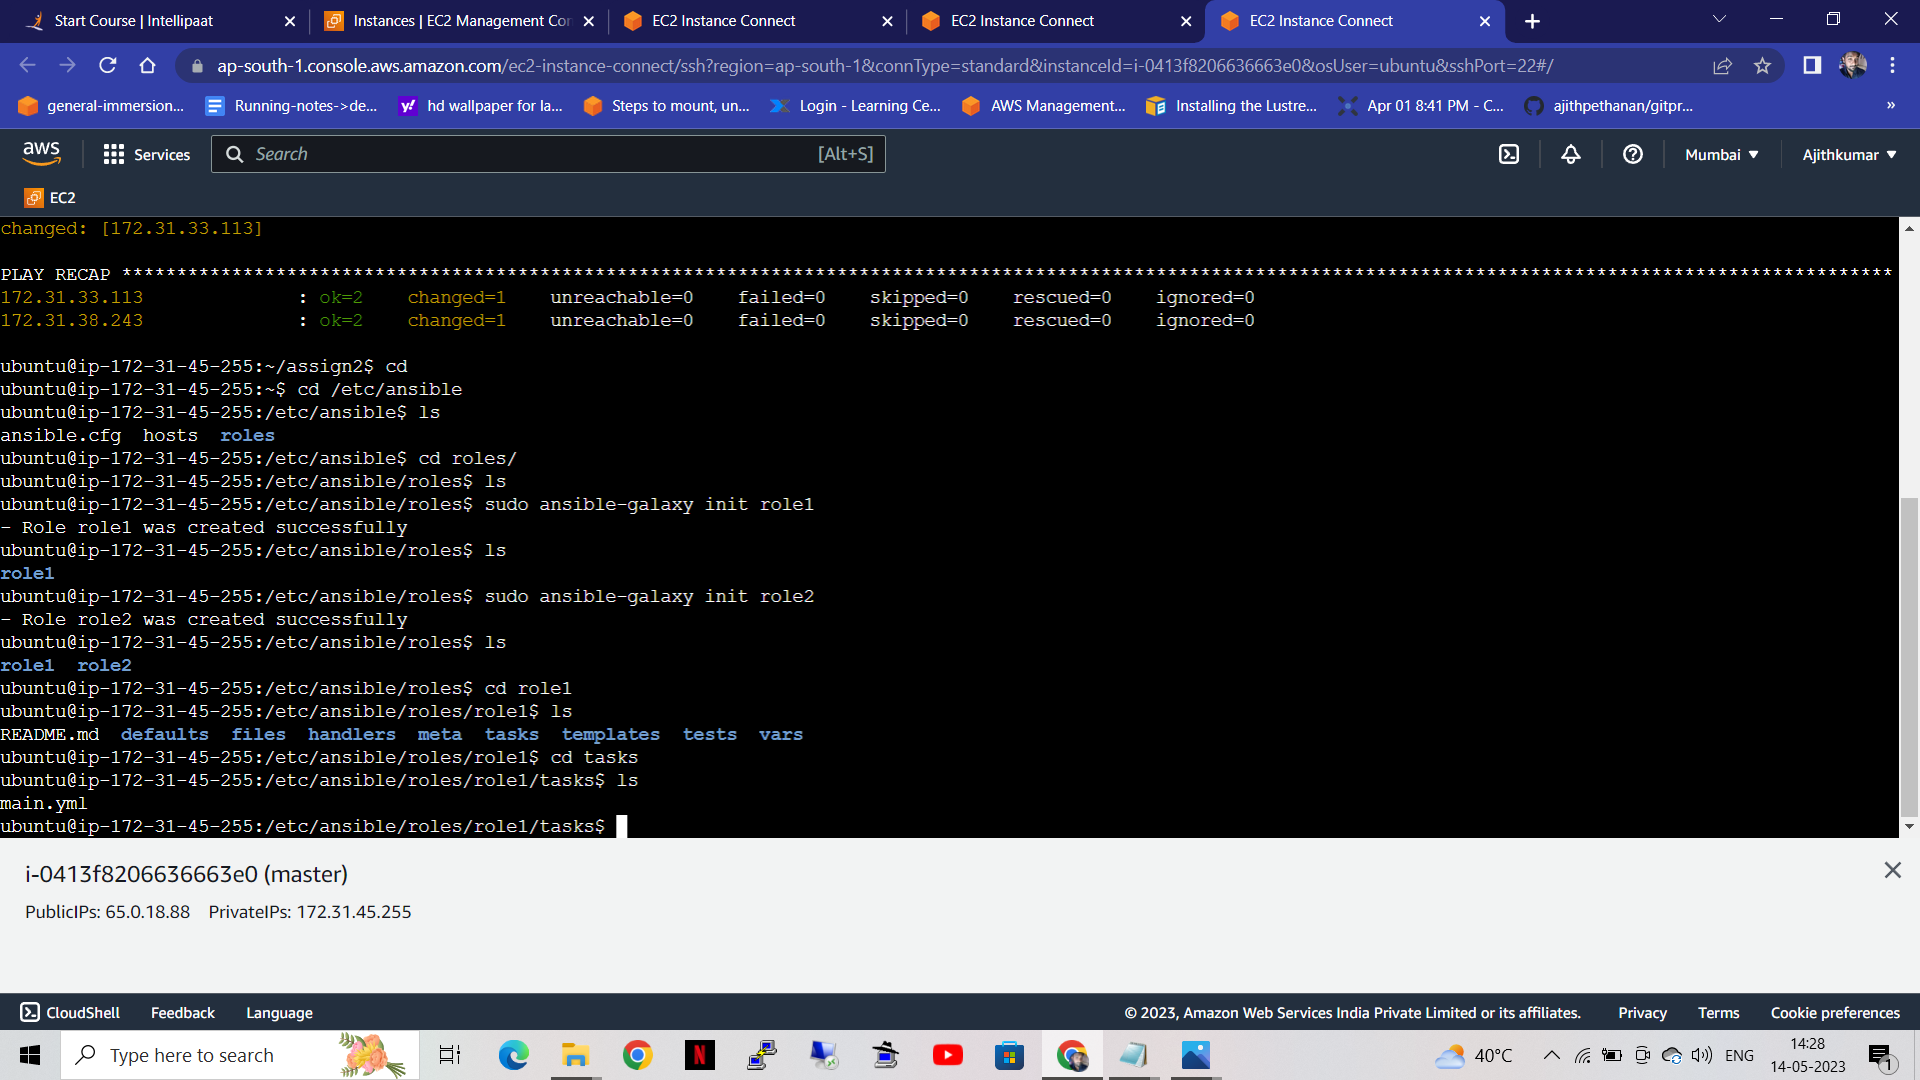 Start Course | Intellipaat
Instances | EC2 Management Con
EC2 Instance Connect
EC2 Instance Connect
EC2 Instance Connect
ap-south-1.console.aws.amazon.com/ec2-instance-connect/ssh?region=ap-south-1&connType=standard&instanceId=i-0413f8206636663e0&osUser=ubuntu&sshPort=22#/
general-immersion...
Running-notes->de...
hd wallpaper for la...
Steps to mount, un...
Login - Learning Ce...
AWS Management...
Installing the Lustre...
Apr 01 8:41 PM - C...
ajithpethanan/gitpr...
»
aws
Services
Search [Alt+S]
Mumbai
Ajithkumar
EC2
changed: [172.31.33.113]
PLAY RECAP *****************************************************************************************************************************************************************
172.31.33.113 : ok=2 changed=1 unreachable=0 failed=0 skipped=0 rescued=0 ignored=0
172.31.38.243 : ok=2 changed=1 unreachable=0 failed=0 skipped=0 rescued=0 ignored=0
ubuntu@ip-172-31-45-255:~/assign2$ cd
ubuntu@ip-172-31-45-255:~$ cd /etc/ansible
ubuntu@ip-172-31-45-255:/etc/ansible$ ls
ansible.cfg hosts roles
ubuntu@ip-172-31-45-255:/etc/ansible$ cd roles/
ubuntu@ip-172-31-45-255:/etc/ansible/roles$ ls
ubuntu@ip-172-31-45-255:/etc/ansible/roles$ sudo ansible-galaxy init role1
- Role role1 was created successfully
ubuntu@ip-172-31-45-255:/etc/ansible/roles$ ls
role1
ubuntu@ip-172-31-45-255:/etc/ansible/roles$ sudo ansible-galaxy init role2
- Role role2 was created successfully
ubuntu@ip-172-31-45-255:/etc/ansible/roles$ ls
role1 role2
ubuntu@ip-172-31-45-255:/etc/ansible/roles$ cd role1
ubuntu@ip-172-31-45-255:/etc/ansible/roles/role1$ ls
README.md defaults files handlers meta tasks templates tests vars
ubuntu@ip-172-31-45-255:/etc/ansible/roles/role1$ cd tasks
ubuntu@ip-172-31-45-255:/etc/ansible/roles/role1/tasks$ ls
main.yml
ubuntu@ip-172-31-45-255:/etc/ansible/roles/role1/tasks$
i-0413f8206636663e0 (master)
PublicIPs: 65.0.18.88 PrivateIPs: 172.31.45.255
CloudShell Feedback Language
© 2023, Amazon Web Services India Private Limited or its affiliates. Privacy Terms Cookie preferences
Type here to search
40°C
ENG
14:28
14-05-2023
1